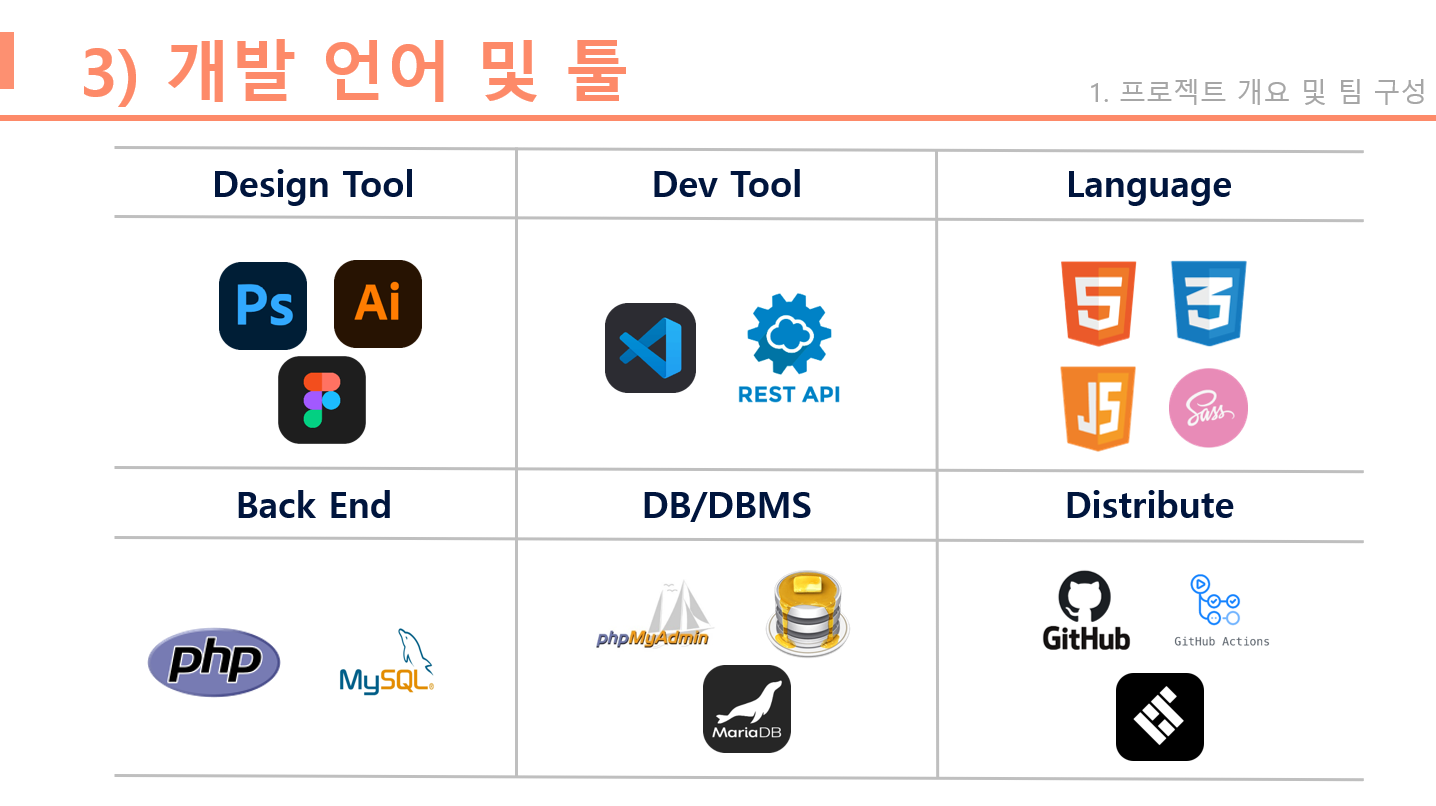 3) 개발 언어 및 툴
1. 프로젝트 개요 및 팀 구성
Design Tool
Dev Tool
Language
Ps
Ai
REST API
5
3
JS
Sass
Back End
DB/DBMS
Distribute
php
MySQL®
phpMyAdmin
MariaDB
GitHub
GitHub Actions